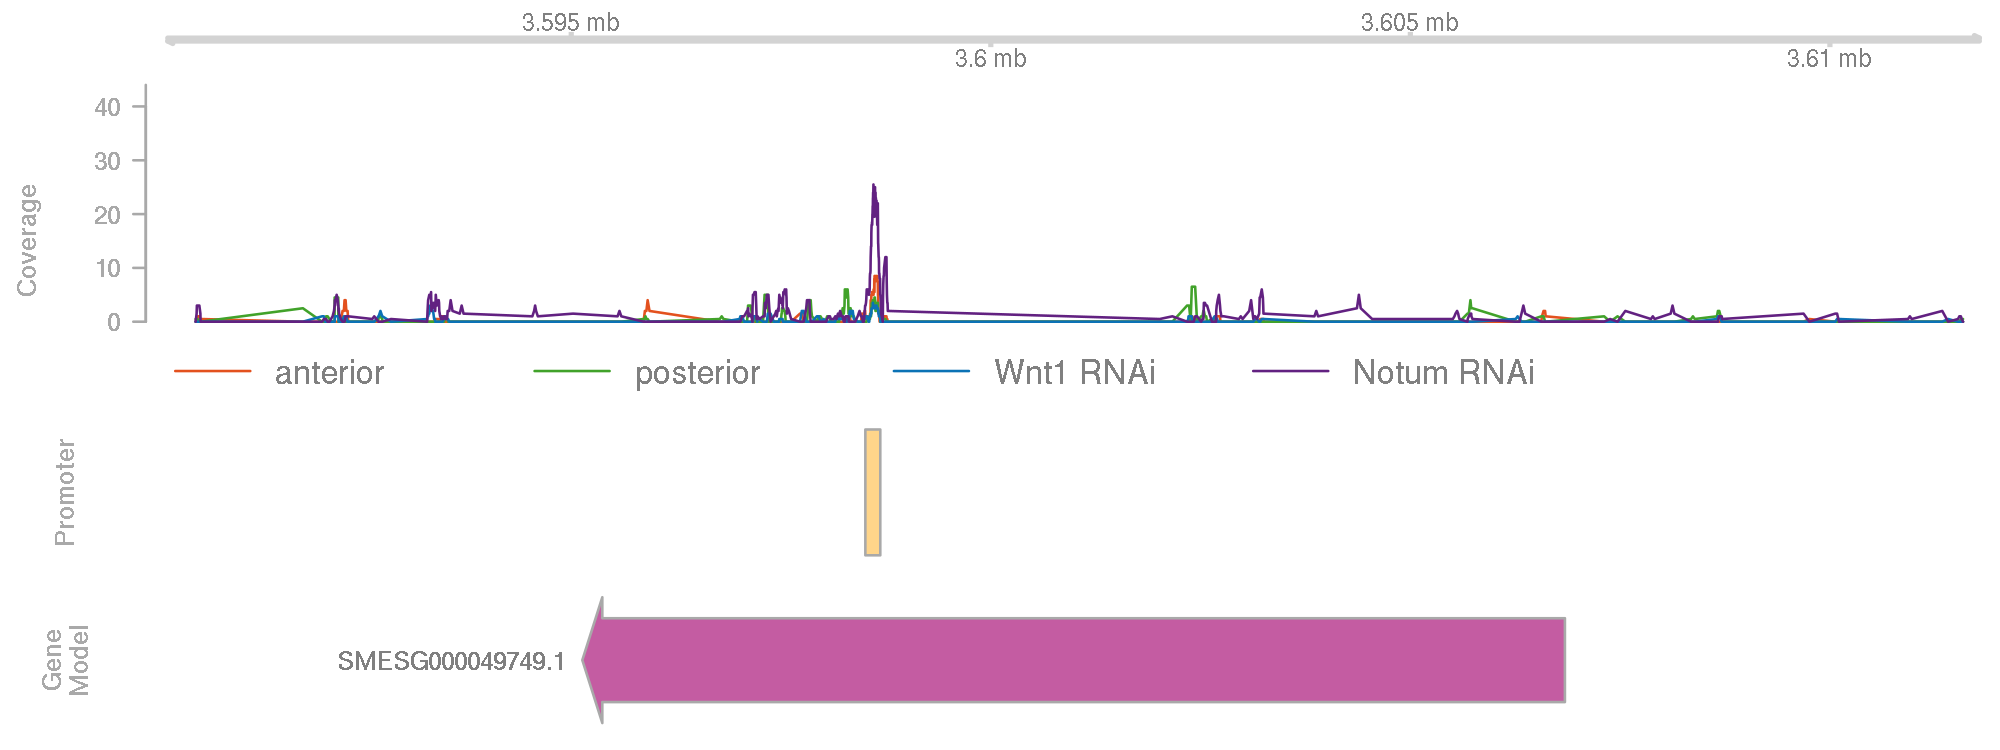 3.595 mb
3.605 mb
3.6 mb
3.61 mb
40
30
20
10
0
Coverage
anterior
posterior
Wnt1 RNAi
Notum RNAi
Promoter
SMESG000049749.1
Gene
Model